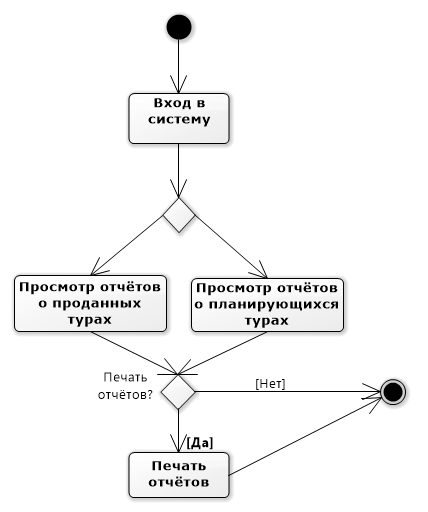 Вход в
систему
Просмотр отчётов
о проданных
турах
Просмотр отчётов
о планирующихся
турах
Печать
отчётов?
[Нет]
[Да]
Печать
отчётов